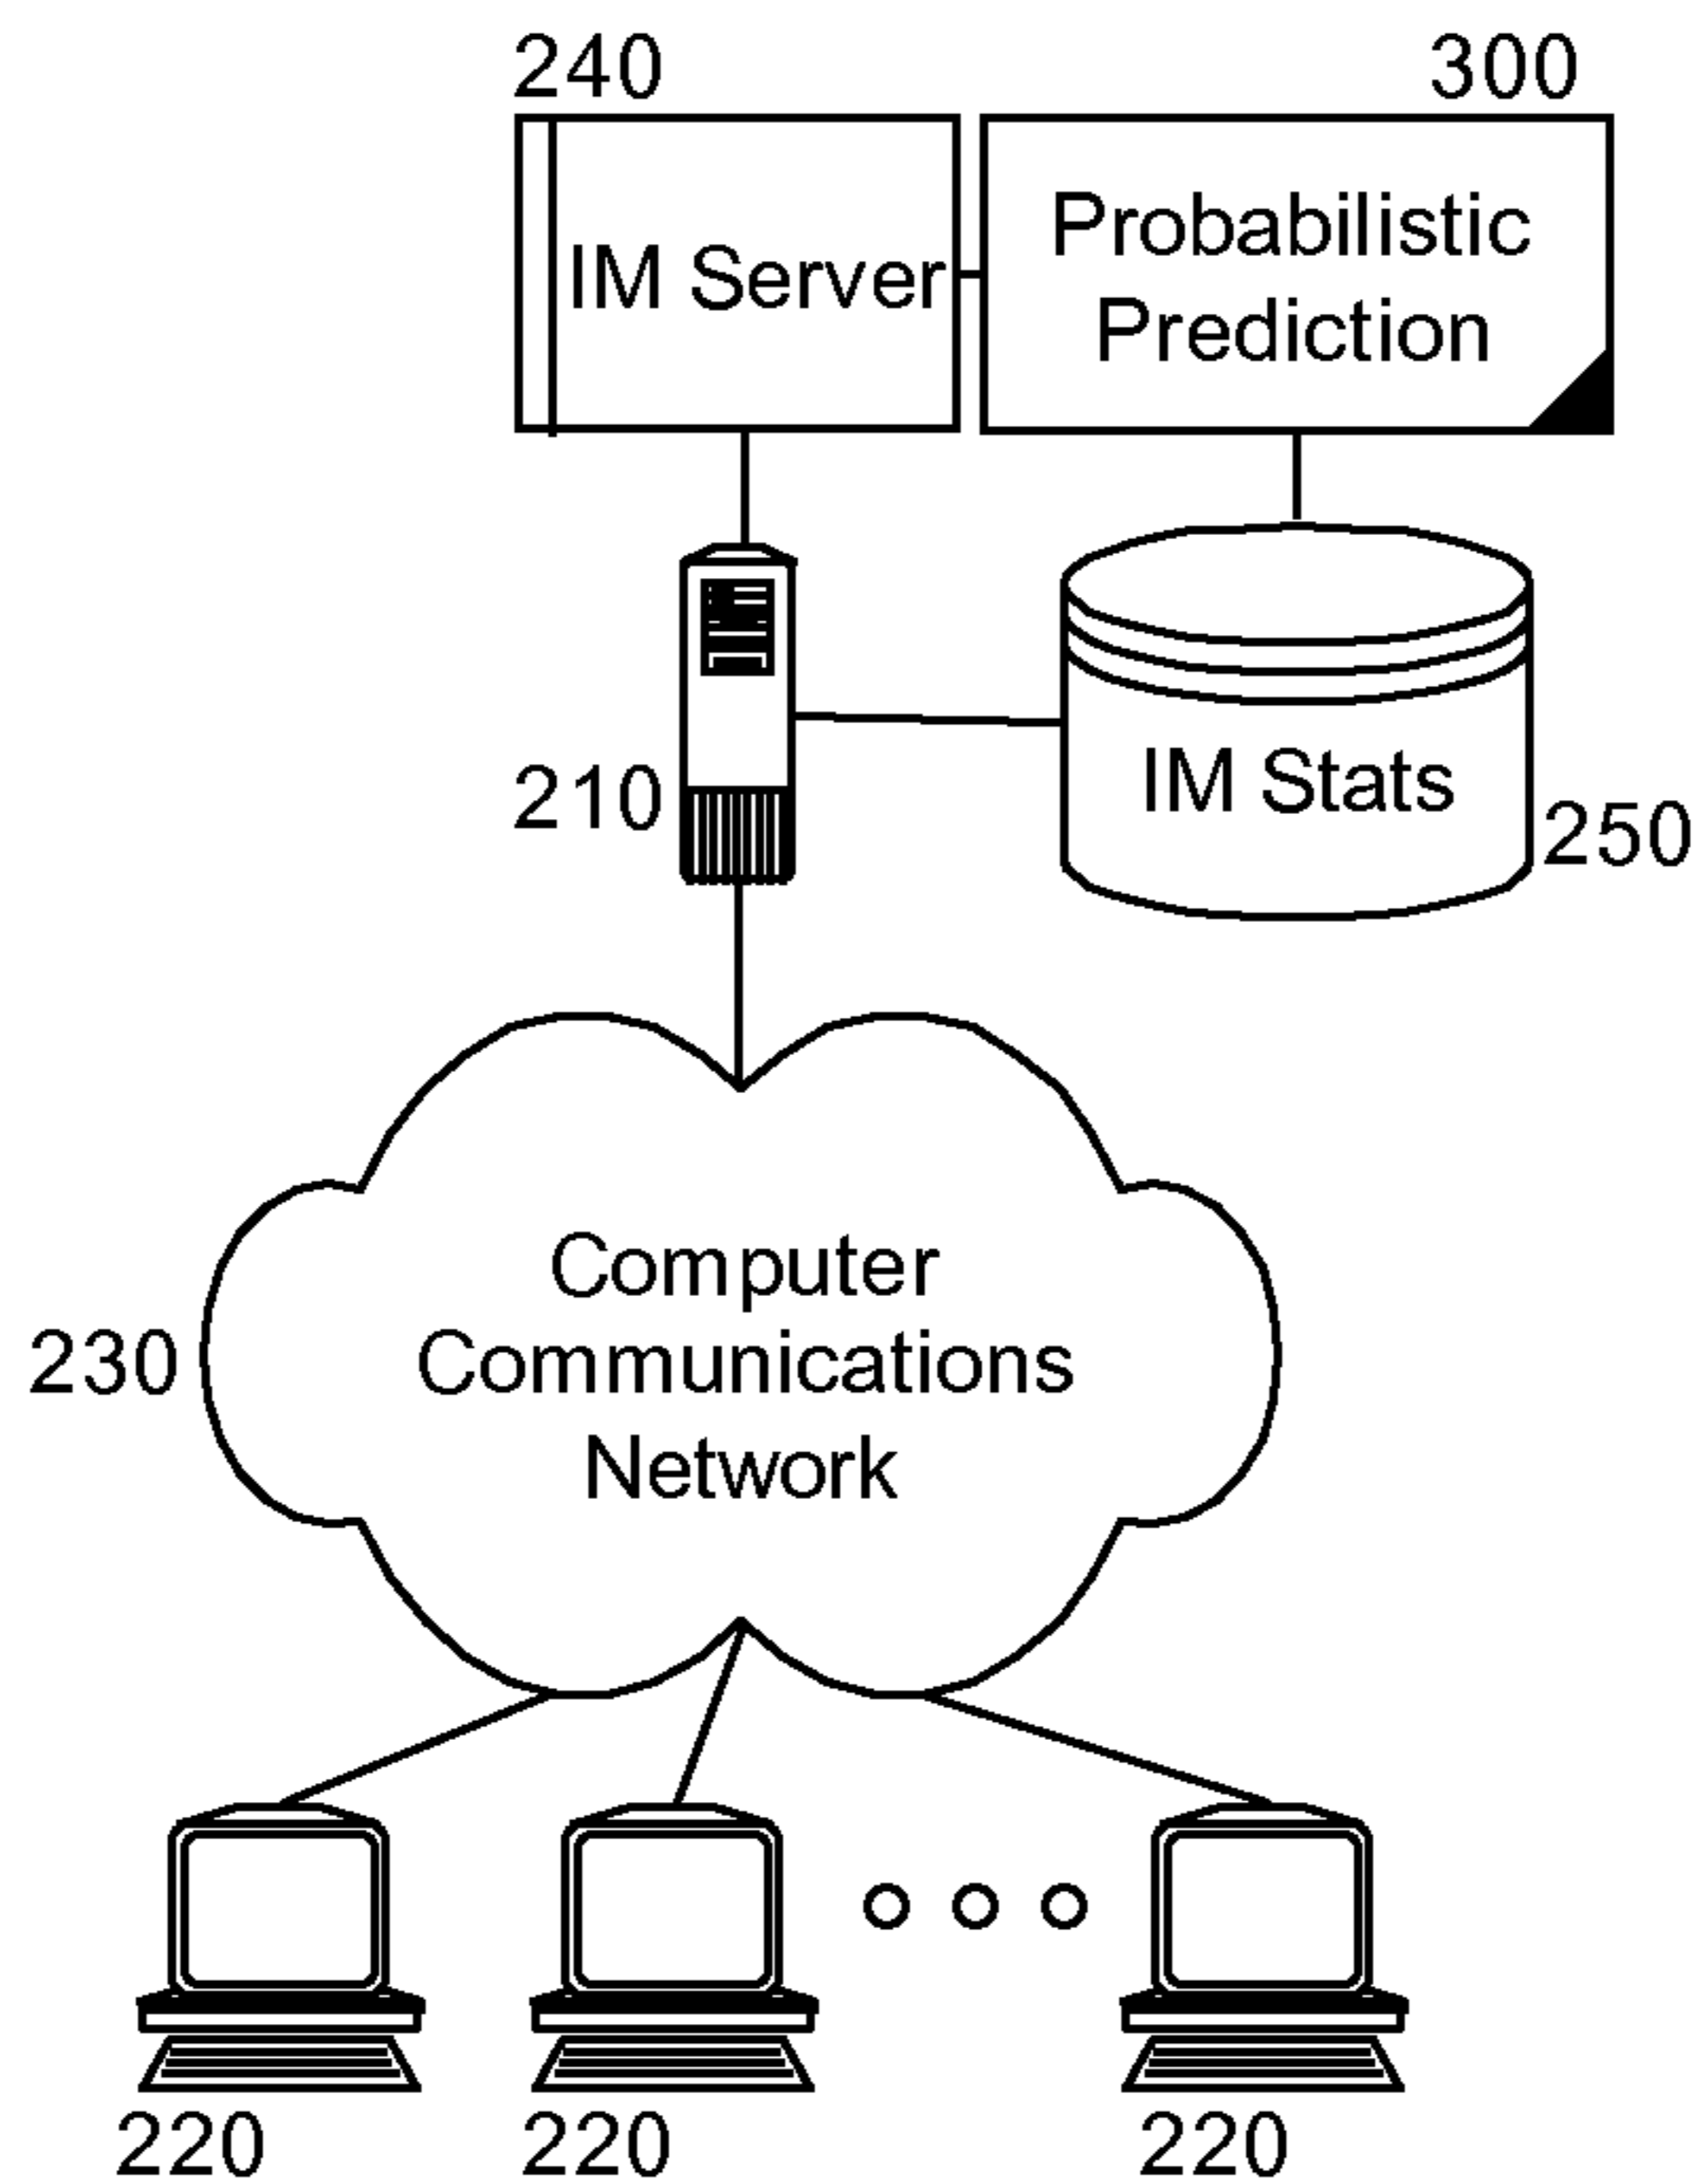 240
300
IM Server
Probabilistic
Prediction
210
IM Stats
250
Computer
Communications
Network
230
220
220
220